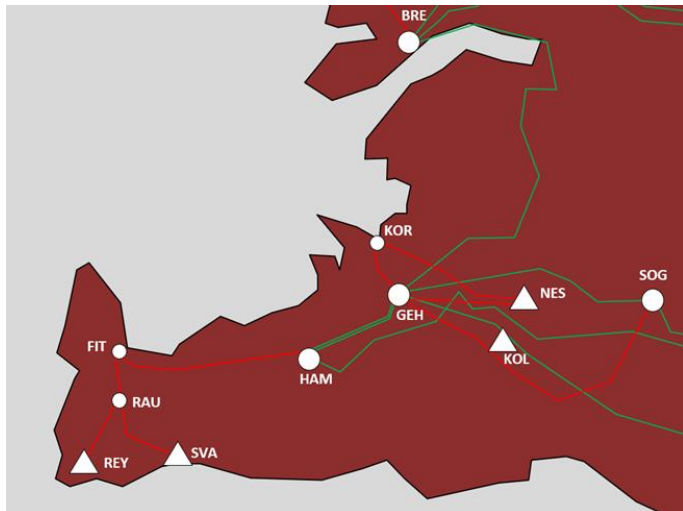 BRE
KOR
SOG
NES
GEH
FIT
KOL
HAM
RAU
SVA
REY